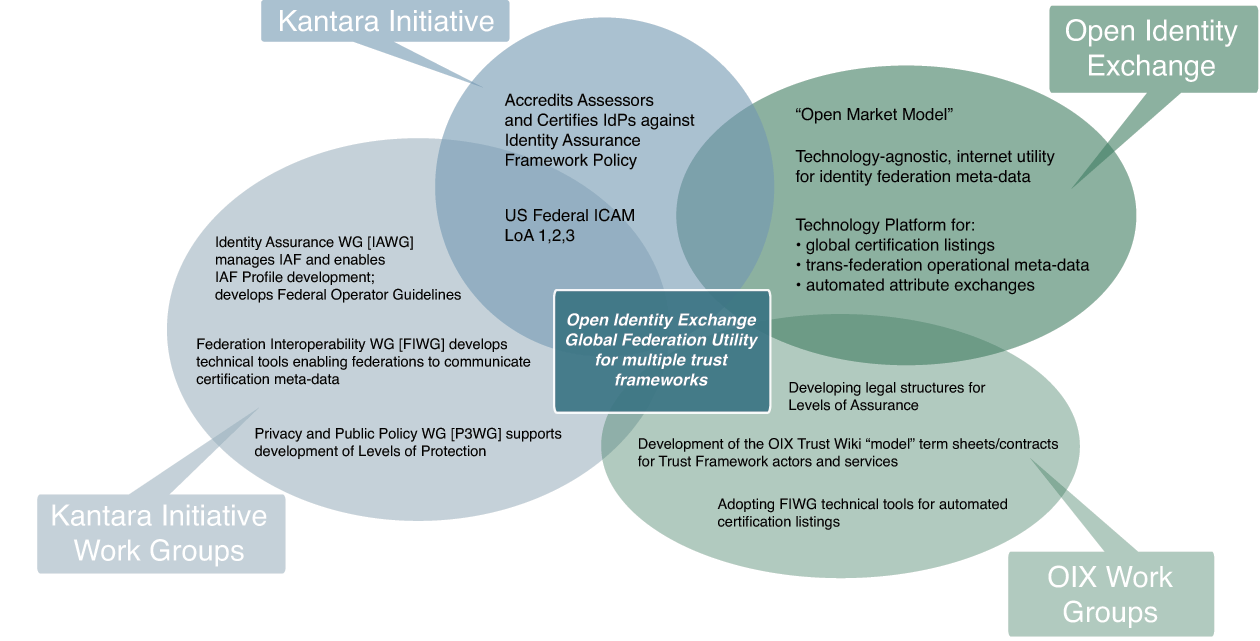 Kantara Initiative
Open Identity
Exchange
Accredits Assessors
and Certifies IdPs against
Identity Assurance
Framework Policy
US Federal ICAM
LoA 1,2,3
“Open Market Model”
Technology-agnostic, internet utility
for identity federation meta-data
Technology Platform for:
• global certification listings
• trans-federation operational meta-data
• automated attribute exchanges
Identity Assurance WG [IAWG]
manages IAF and enables
IAF Profile development;
develops Federal Operator Guidelines
Federation Interoperability WG [FIWG] develops
technical tools enabling federations to communicate
certification meta-data
Privacy and Public Policy WG [P3WG] supports
development of Levels of Protection
Open Identity Exchange
Global Federation Utility
for multiple trust
frameworks
Developing legal structures for
Levels of Assurance
Development of the OIX Trust Wiki “model” term sheets/contracts
for Trust Framework actors and services
Adopting FIWG technical tools for automated
certification listings
Kantara Initiative
Work Groups
OIX Work
Groups